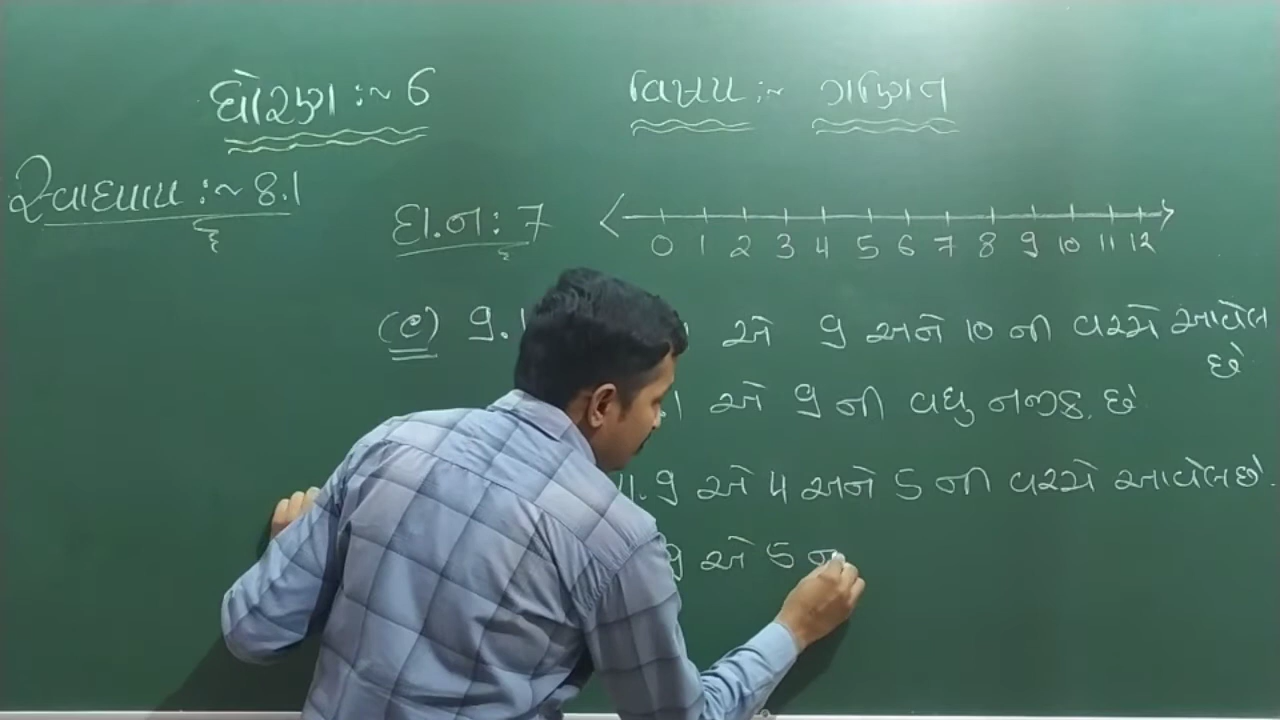 ધોરણ :~ 6
વિષય :~ ગણિત
સ્વાધ્યાય :~ 8.1
દા.ન. : 7
0 1 2 3 4 5 6 7 8 9 10 11 12
(e) 9.1 એ 9 અને 10 ની વચ્ચે આવેલ છે
.1 એ 9 ની વધુ નજીક છે.
4.9 એ 4 અને 5 ની વચ્ચે આવેલ છે.
9 એ 5 ન